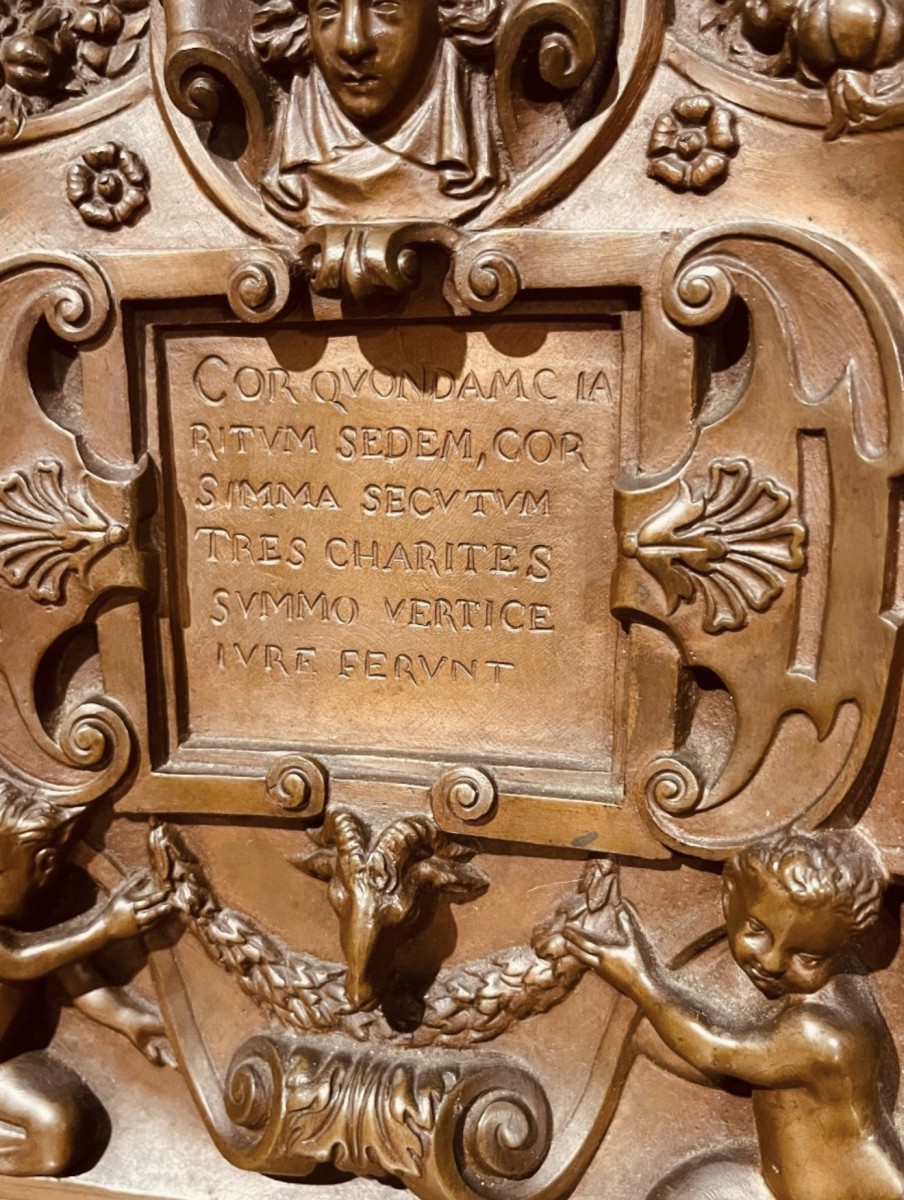 COR QVONDAM C IA
RITVM SEDEM, COR
SVMMA SECVTVM
TRES CHARITES
SVMMO VERTICE
IVRE FERVNT